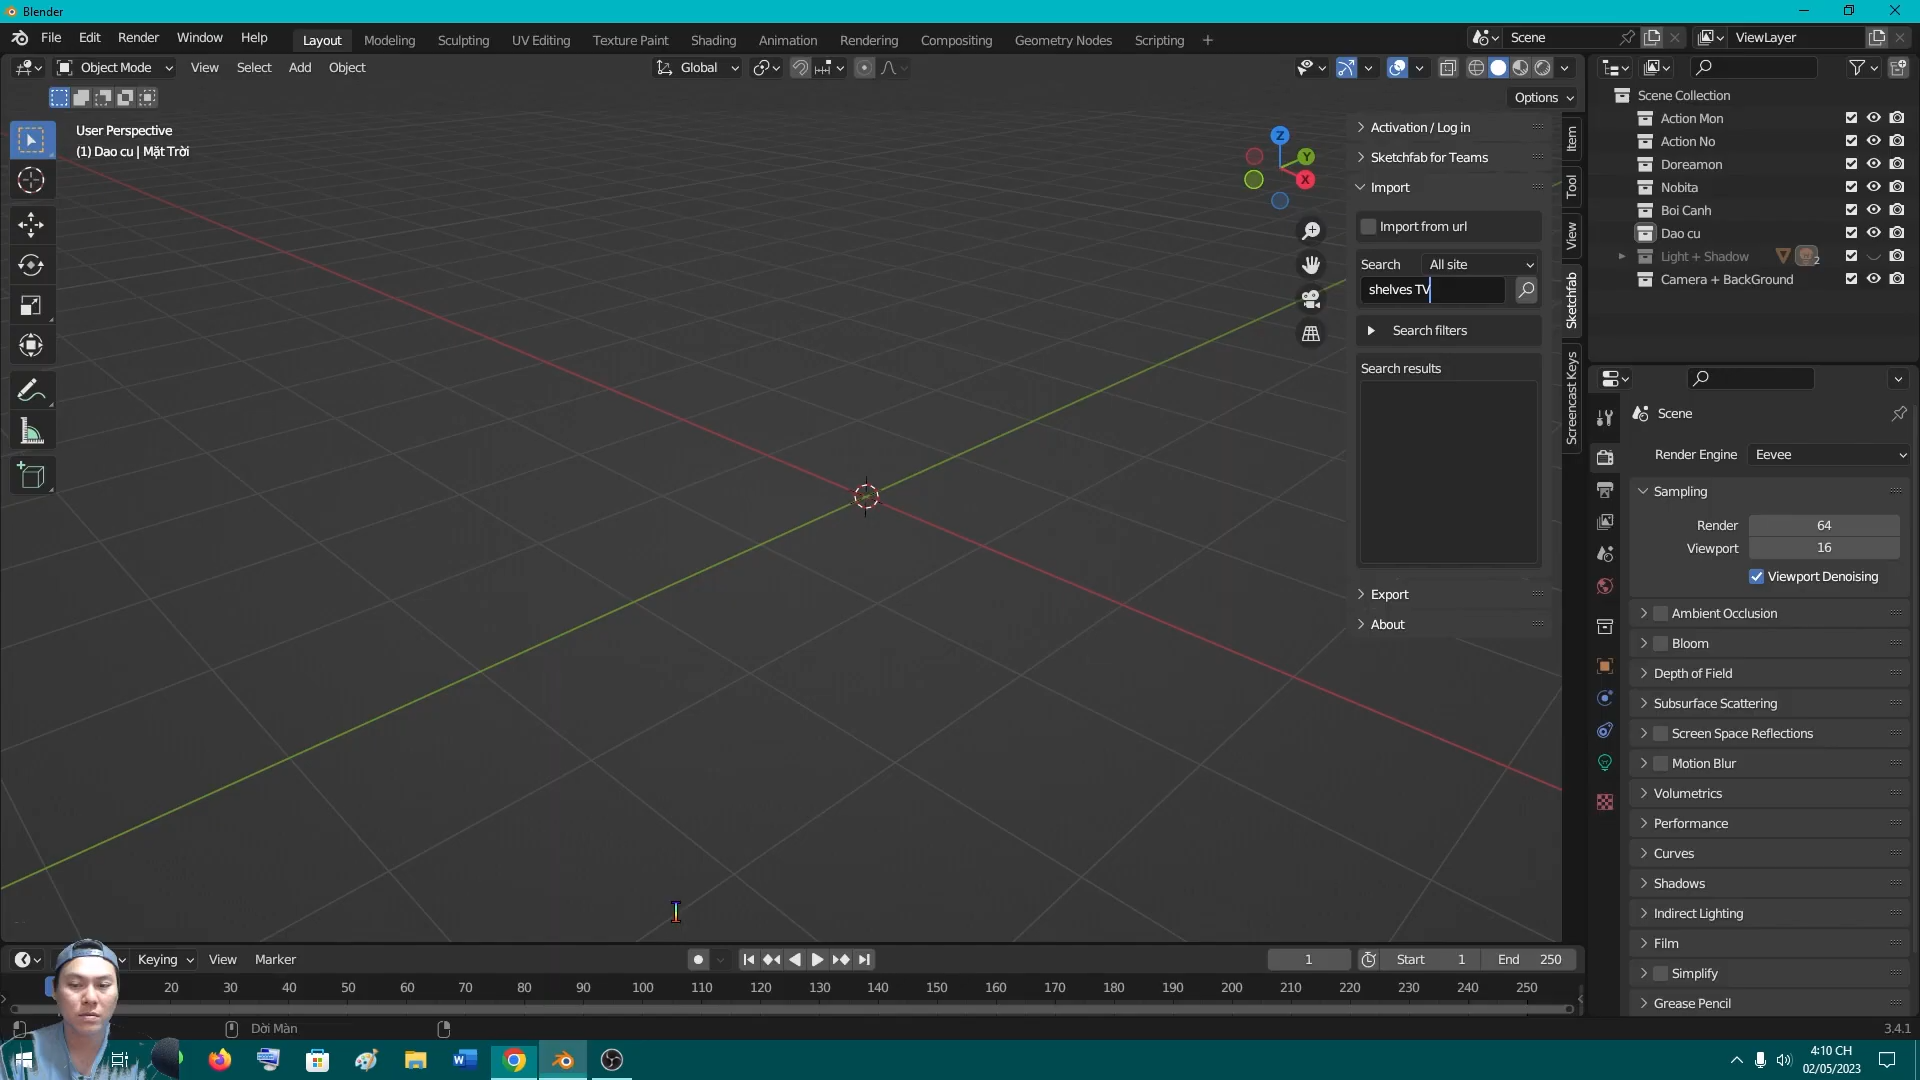 Blender
File Edit Render Window Help
Layout Modeling Sculpting UV Editing Texture Paint Shading Animation Rendering Compositing Geometry Nodes Scripting +
Scene
ViewLayer
Object Mode View Select Add Object
Global
Options
User Perspective
(1) Dao cu | Mặt Trời
Z
Y
X
Activation / Log in
Sketchfab for Teams
Import
Import from url
Search All site
shelves TV
Search filters
Search results
Export
About
Item
Tool
View
Sketchfab
Screencast Keys
Scene Collection
Action Mon
Action No
Doreamon
Nobita
Boi Canh
Dao cu
Light + Shadow 2
Camera + BackGround
Scene
Render Engine Eevee
Sampling
Render 64
Viewport 16
Viewport Denoising
Ambient Occlusion
Bloom
Depth of Field
Subsurface Scattering
Screen Space Reflections
Motion Blur
Volumetrics
Performance
Curves
Shadows
Indirect Lighting
Film
Simplify
Grease Pencil
Keying View Marker
1 Start 1 End 250
20 30 40 50 60 70 80 90 100 110 120 130 140 150 160 170 180 190 200 210 220 230 240 250
Dời Màn
3.4.1
4:10 CH
02/05/2023